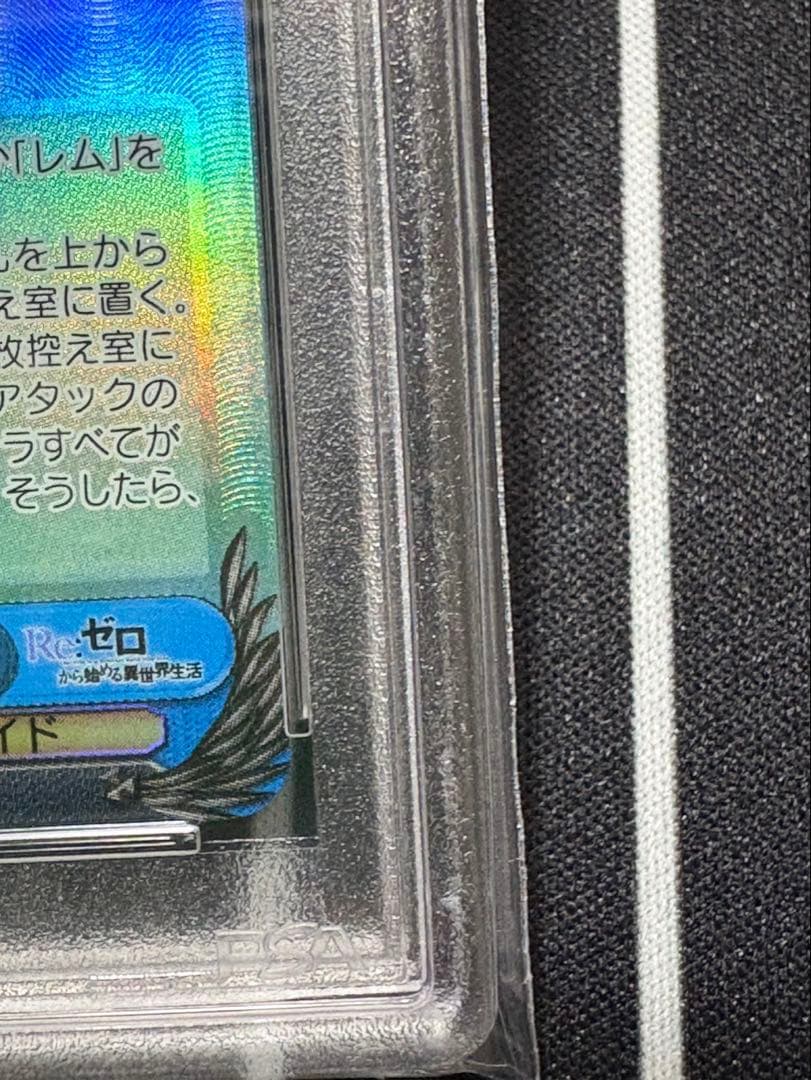 「レム」を
を上から
え室に置く。
枚控え室に
アタックの
ラすべてが
そうしたら、
Re:ゼロ
から始める異世界生活
イド
PSA